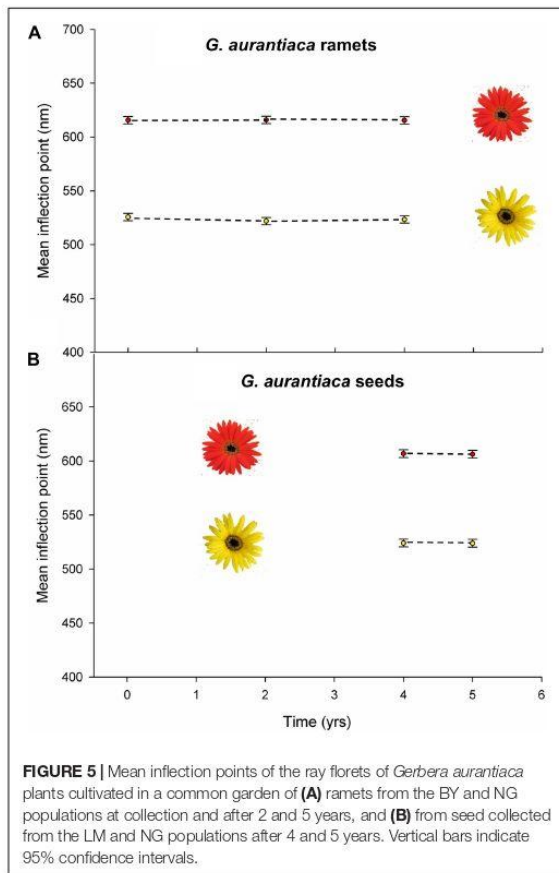 A
G. aurantiaca ramets
700
650
600
550
500
450
400
Mean inflection point (nm)
B
G. aurantiaca seeds
650
600
550
500
450
400
Mean inflection point (nm)
0 1 2 3 4 5 6
Time (yrs)
FIGURE 5 | Mean inflection points of the ray florets of Gerbera aurantiaca
plants cultivated in a common garden of (A) ramets from the BY and NG
populations at collection and after 2 and 5 years, and (B) from seed collected
from the LM and NG populations after 4 and 5 years. Vertical bars indicate
95% confidence intervals.